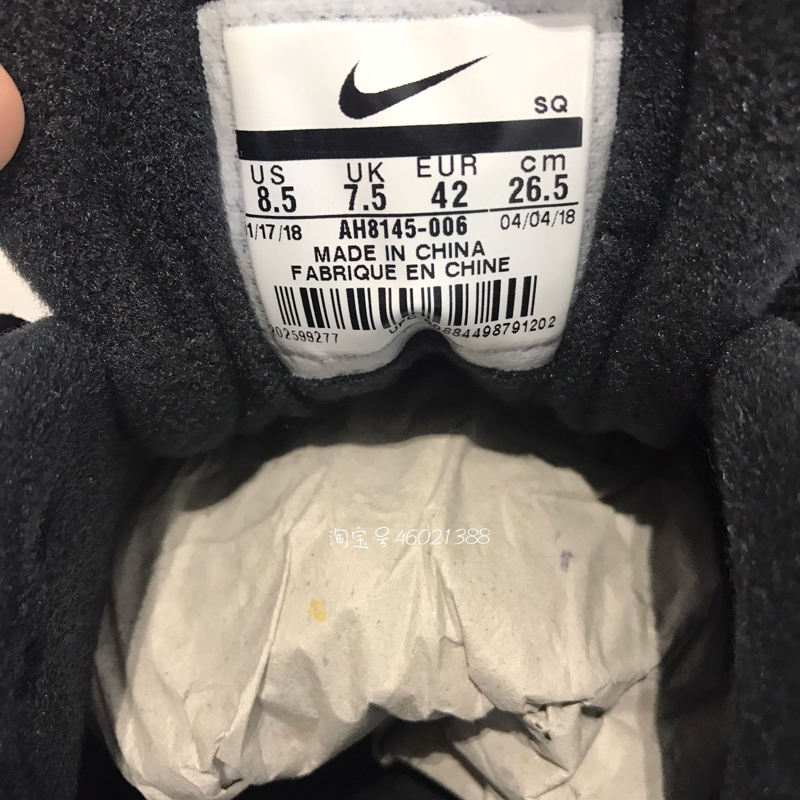 SQ
US UK EUR cm
8.5 7.5 42 26.5
1/17/18 AH8145-006 04/04/18
MADE IN CHINA
FABRIQUE EN CHINE
202599277 884498791202
淘宝号46021388